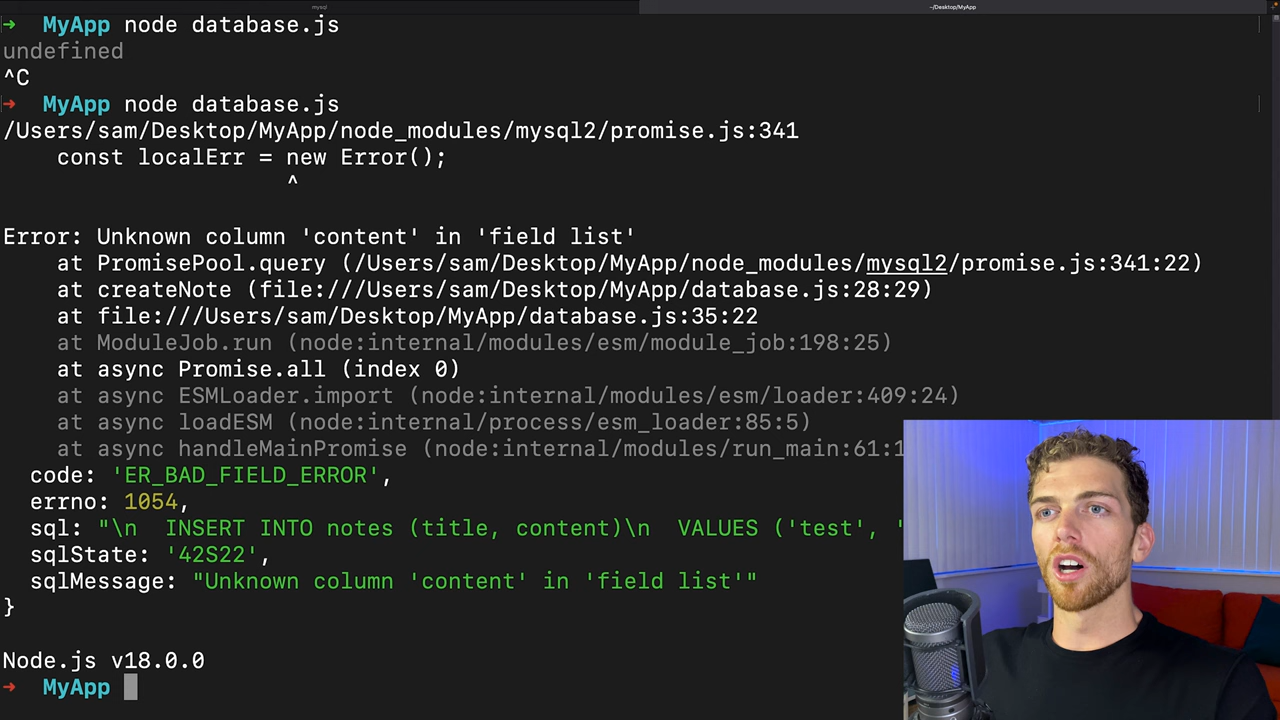 mysql
~/Desktop/MyApp
→ MyApp node database.js
undefined
^C
→ MyApp node database.js
/Users/sam/Desktop/MyApp/node_modules/mysql2/promise.js:341
const localErr = new Error();
^
Error: Unknown column 'content' in 'field list'
at PromisePool.query (/Users/sam/Desktop/MyApp/node_modules/mysql2/promise.js:341:22)
at createNote (file:///Users/sam/Desktop/MyApp/database.js:28:29)
at file:///Users/sam/Desktop/MyApp/database.js:35:22
at ModuleJob.run (node:internal/modules/esm/module_job:198:25)
at async Promise.all (index 0)
at async ESMLoader.import (node:internal/modules/esm/loader:409:24)
at async loadESM (node:internal/process/esm_loader:85:5)
at async handleMainPromise (node:internal/modules/run_main:61:1
code: 'ER_BAD_FIELD_ERROR',
errno: 1054,
sql: "\n  INSERT INTO notes (title, content)\n  VALUES ('test', '
sqlState: '42S22',
sqlMessage: "Unknown column 'content' in 'field list'"
}
Node.js v18.0.0
→ MyApp